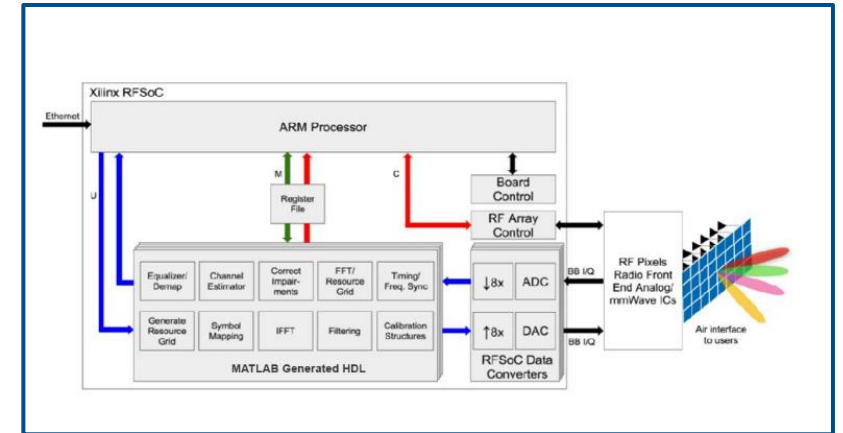 Xilinx RFSoC
Ethernet
ARM Processor
U
M
C
Register
File
Board
Control
RF Array
Control
Equalizer/
Demap
Channel
Estimator
Correct
Impair-
ments
FFT/
Resource
Grid
Timing/
Freq. Sync
Generate
Resource
Grid
Symbol
Mapping
IFFT
Filtering
Calibration
Structures
MATLAB Generated HDL
↓8x
ADC
↑8x
DAC
RFSoC Data
Converters
BB I/Q
BB I/Q
RF Pixels
Radio Front
End Analog/
mmWave ICs
Air interface
to users